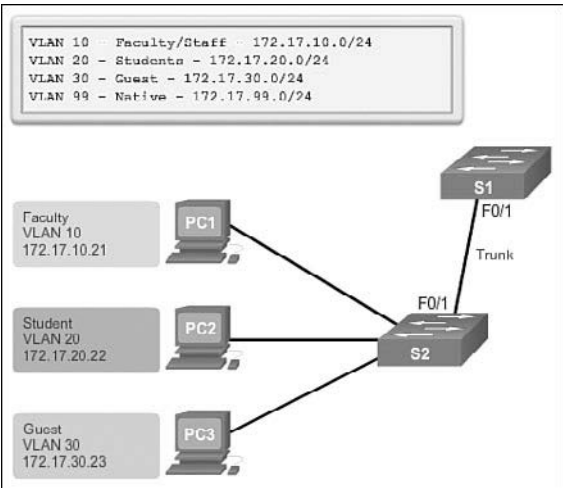 VLAN 10 - Faculty/Staff - 172.17.10.0/24
VLAN 20 - Students - 172.17.20.0/24
VLAN 30 - Guest - 172.17.30.0/24
VLAN 99 - Native - 172.17.99.0/24
S1
F0/1
Trunk
Faculty
VLAN 10
172.17.10.21
PC1
F0/1
Student
VLAN 20
172.17.20.22
PC2
S2
Guest
VLAN 30
172.17.30.23
PC3